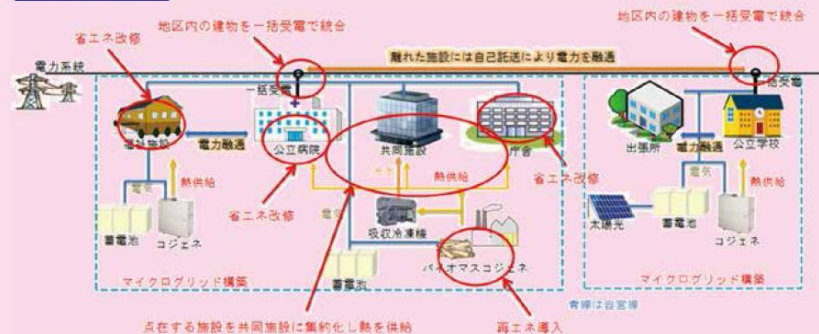 地区内の建物を一括受電で統合
地区内の建物を一括受電で統合
省エネ改修
離れた施設には自己託送により電力を融通
電力系統
一括受電
一括受電
福祉施設
電力融通
公立病院
共同施設
庁舎
出張所
電力融通
公立学校
省エネ改修
省エネ改修
電気
熱供給
熱供給
電気
熱供給
電気
吸収冷凍機
太陽光
蓄電池
コジェネ
蓄電池
コジェネ
バイオマスコジェネ
蓄電池
マイクログリッド構築
マイクログリッド構築
青線は自営線
点在する施設を共同施設に集約化し熱を供給
再エネ導入